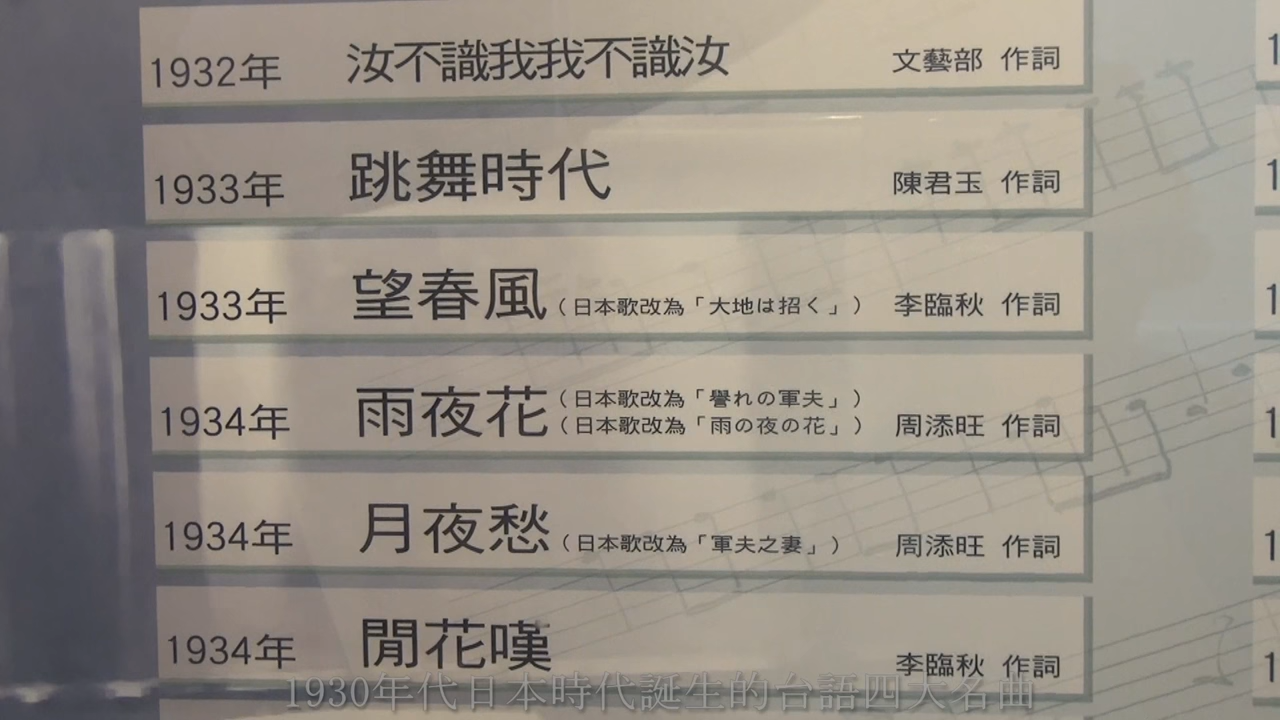 1932年 汝不識我我不識汝 文藝部 作詞
1933年 跳舞時代 陳君玉 作詞
1933年 望春風（日本歌改為「大地は招く」） 李臨秋 作詞
1934年 雨夜花（日本歌改為「譽れの軍夫」）
（日本歌改為「雨の夜の花」） 周添旺 作詞
1934年 月夜愁（日本歌改為「軍夫之妻」） 周添旺 作詞
1934年 閒花嘆 李臨秋 作詞
1930年代日本時代誕生的台語四大名曲